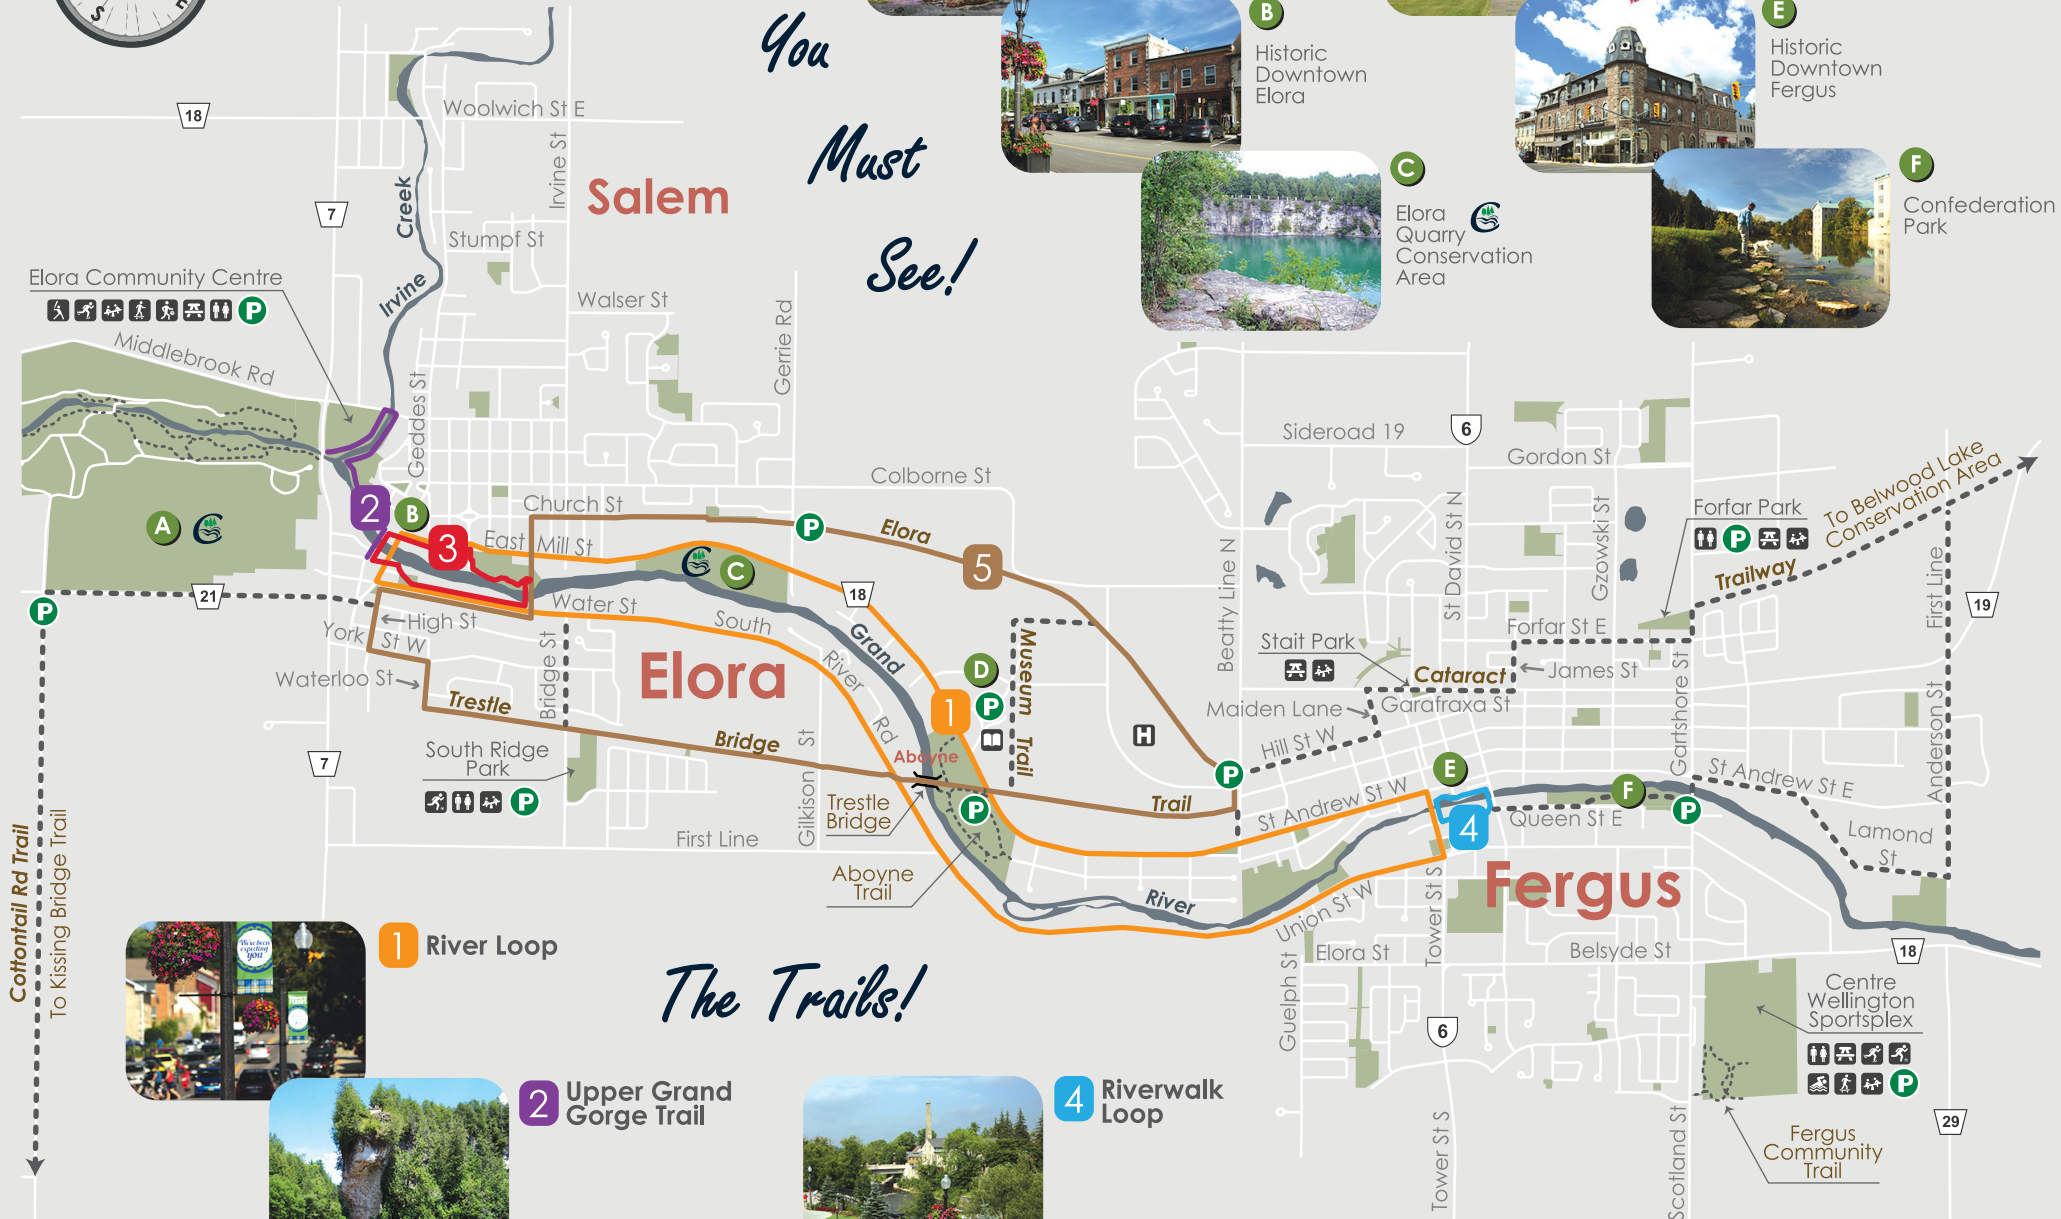 S
You
Must
See!
B
Historic
Downtown
Elora
E
Historic
Downtown
Fergus
C
Elora
Quarry
Conservation
Area
F
Confederation
Park
18
Woolwich St E
Irvine St
Salem
7
Creek
Irvine
Stumpf St
Elora Community Centre
P
Walser St
Gerrie Rd
Middlebrook Rd
Geddes St
Sideroad 19
6
Gordon St
Colborne St
Church St
2
B
3
East Mill St
P
Elora
5
A
C
St David St N
Gzowski St
Forfar Park
P
To Belwood Lake
Conservation Area
Trailway
First Line
19
Beatty Line N
21
P
18
Water St
South
River
Rd
Grand
High St
York St W
Waterloo St
Bridge St
Elora
Trestle
Bridge
Trail
D
1
P
Museum Trail
H
Stait Park
Cataract
Forfar St E
James St
Garafraxa St
Maiden Lane
Hill St W
Gartshore St
Anderson St
South Ridge
Park
P
7
Gilkison St
Aboyne
Trestle
Bridge
P
P
First Line
Aboyne
Trail
St Andrew St W
E
4
F
P
Queen St E
St Andrew St E
Lamond
St
Fergus
River
Union St W
Tower St S
Elora St
Guelph St
Belsyde St
18
Cottontail Rd Trail
To Kissing Bridge Trail
We've been
expecting
you
1
River Loop
The Trails!
2
Upper Grand
Gorge Trail
4
Riverwalk
Loop
6
Tower St S
Scotland St
Centre
Wellington
Sportsplex
P
29
Fergus
Community
Trail